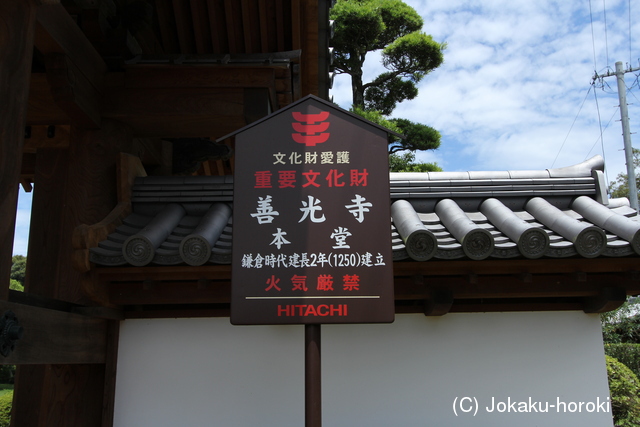 文化財愛護
重要文化財
善光寺
本堂
鎌倉時代建長2年(1250)建立
火気厳禁
HITACHI
(C) Jokaku-horoki